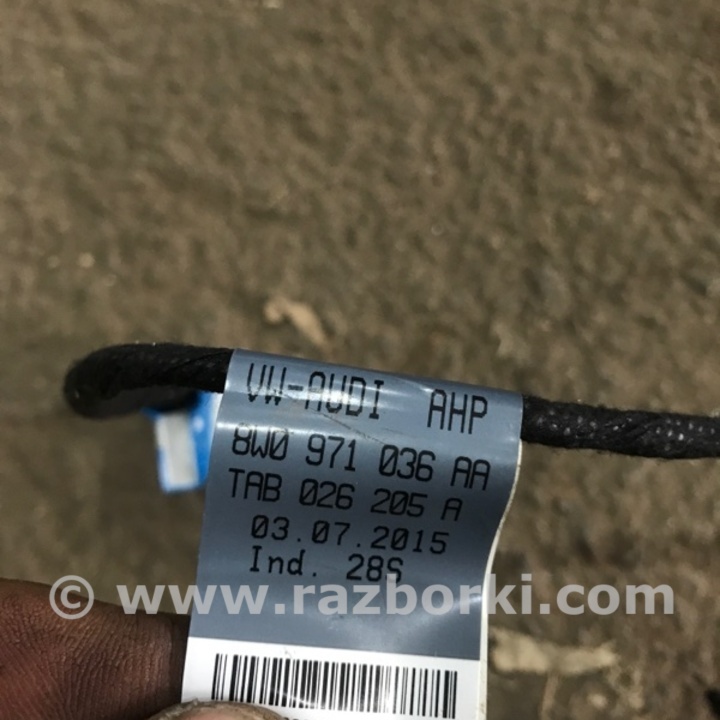 VW-AUDI AHP
8W0 971 036 AA
TAB 026 205 A
03.07.2015
Ind. 28S
© www.razborki.com